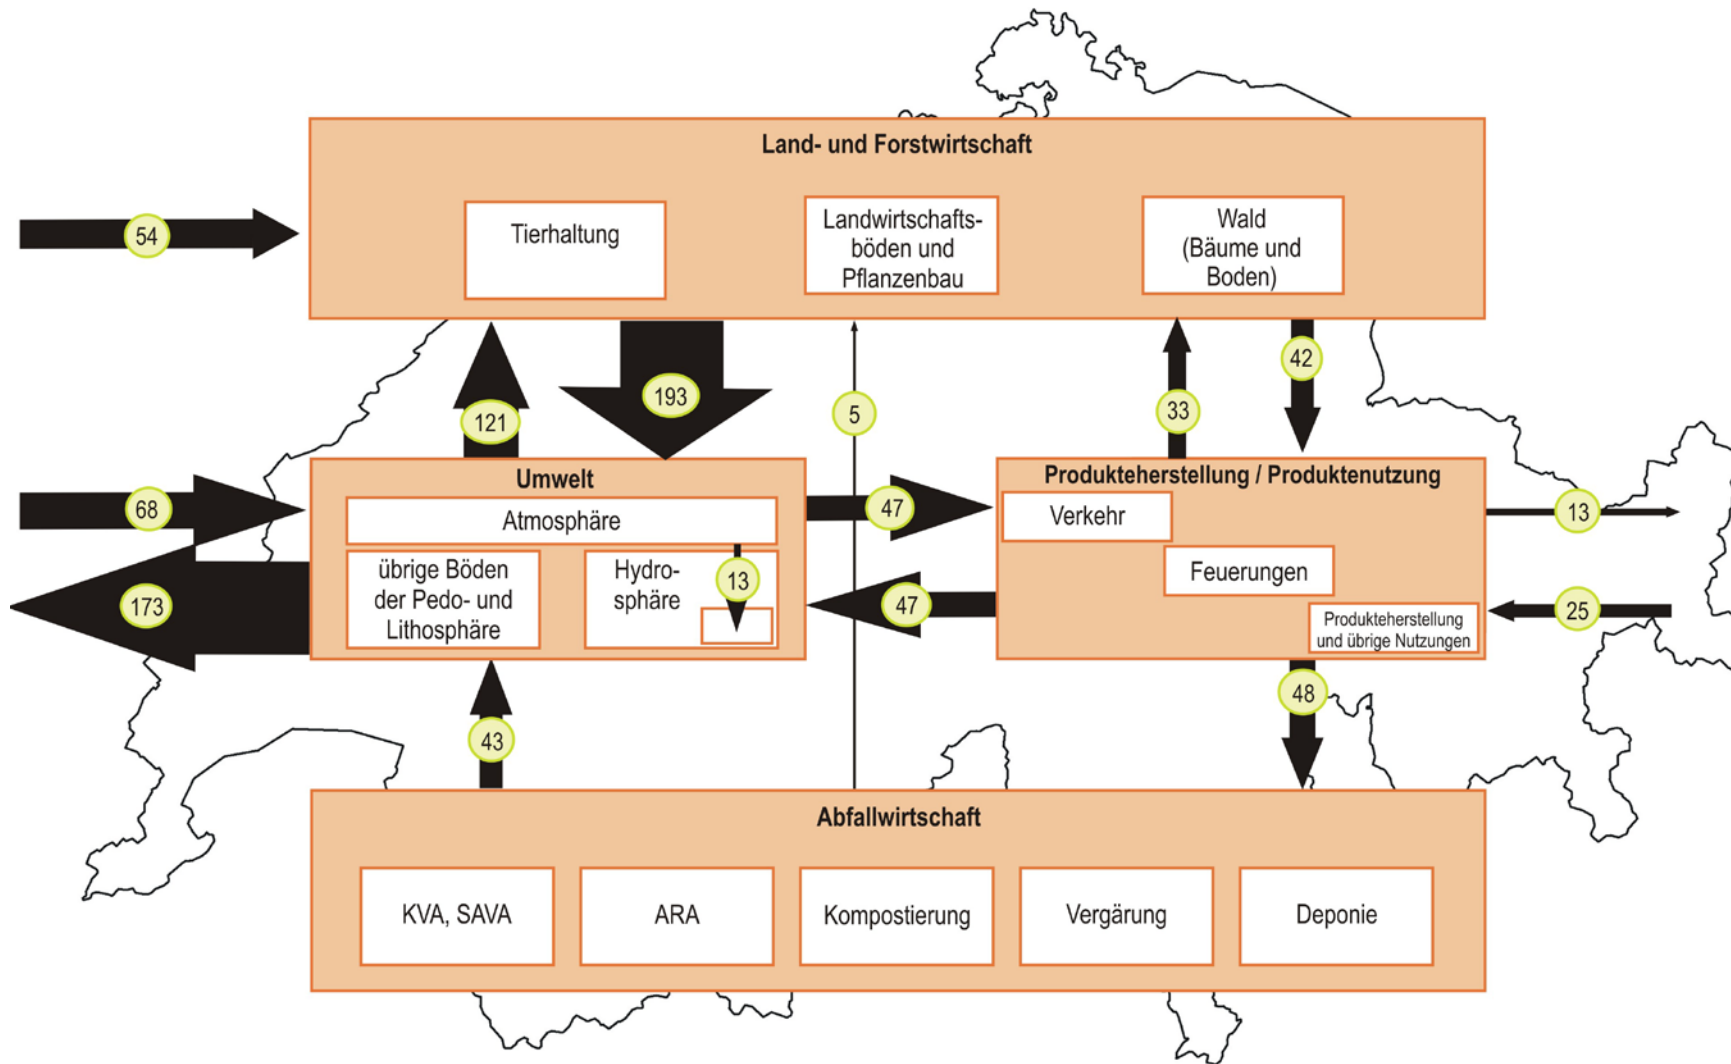 Land- und Forstwirtschaft
Tierhaltung
Landwirtschafts-
böden und
Pflanzenbau
Wald
(Bäume und
Boden)
54
121
193
5
33
42
Umwelt
Atmosphäre
übrige Böden
der Pedo- und
Lithosphäre
Hydro-
sphäre
13
68
173
47
47
Produkteherstellung / Produktenutzung
Verkehr
Feuerungen
Produkteherstellung
und übrige Nutzungen
13
25
43
48
Abfallwirtschaft
KVA, SAVA
ARA
Kompostierung
Vergärung
Deponie